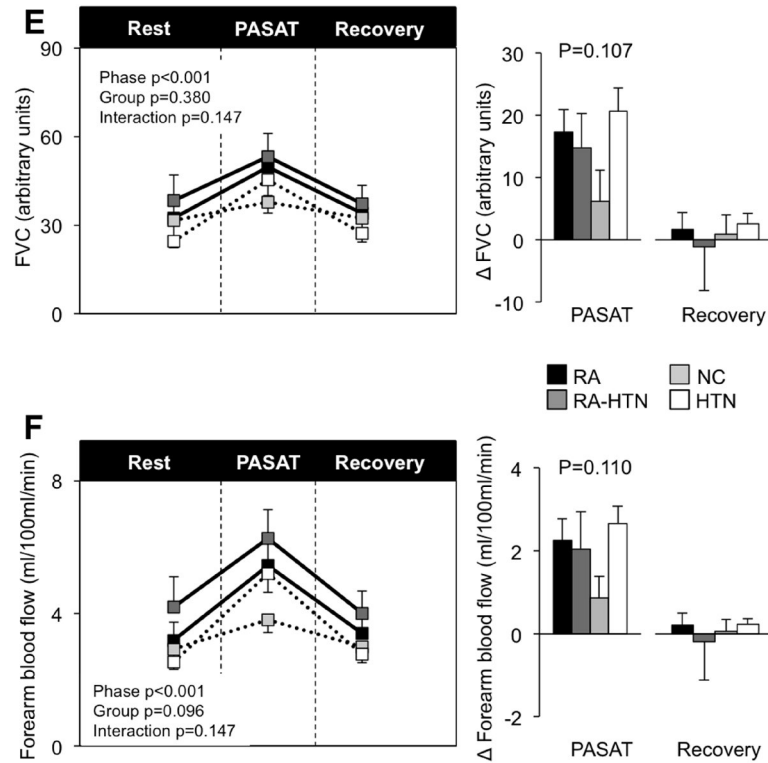 E
Rest PASAT Recovery
FVC (arbitrary units)
90
60
30
0
Phase p<0.001
Group p=0.380
Interaction p=0.147
Δ FVC (arbitrary units)
30
20
10
0
-10
P=0.107
PASAT Recovery
RA NC
RA-HTN HTN
F
Rest PASAT Recovery
Forearm blood flow (ml/100ml/min)
8
4
0
Phase p<0.001
Group p=0.096
Interaction p=0.147
Δ Forearm blood flow (ml/100ml/min)
4
2
0
-2
P=0.110
PASAT Recovery